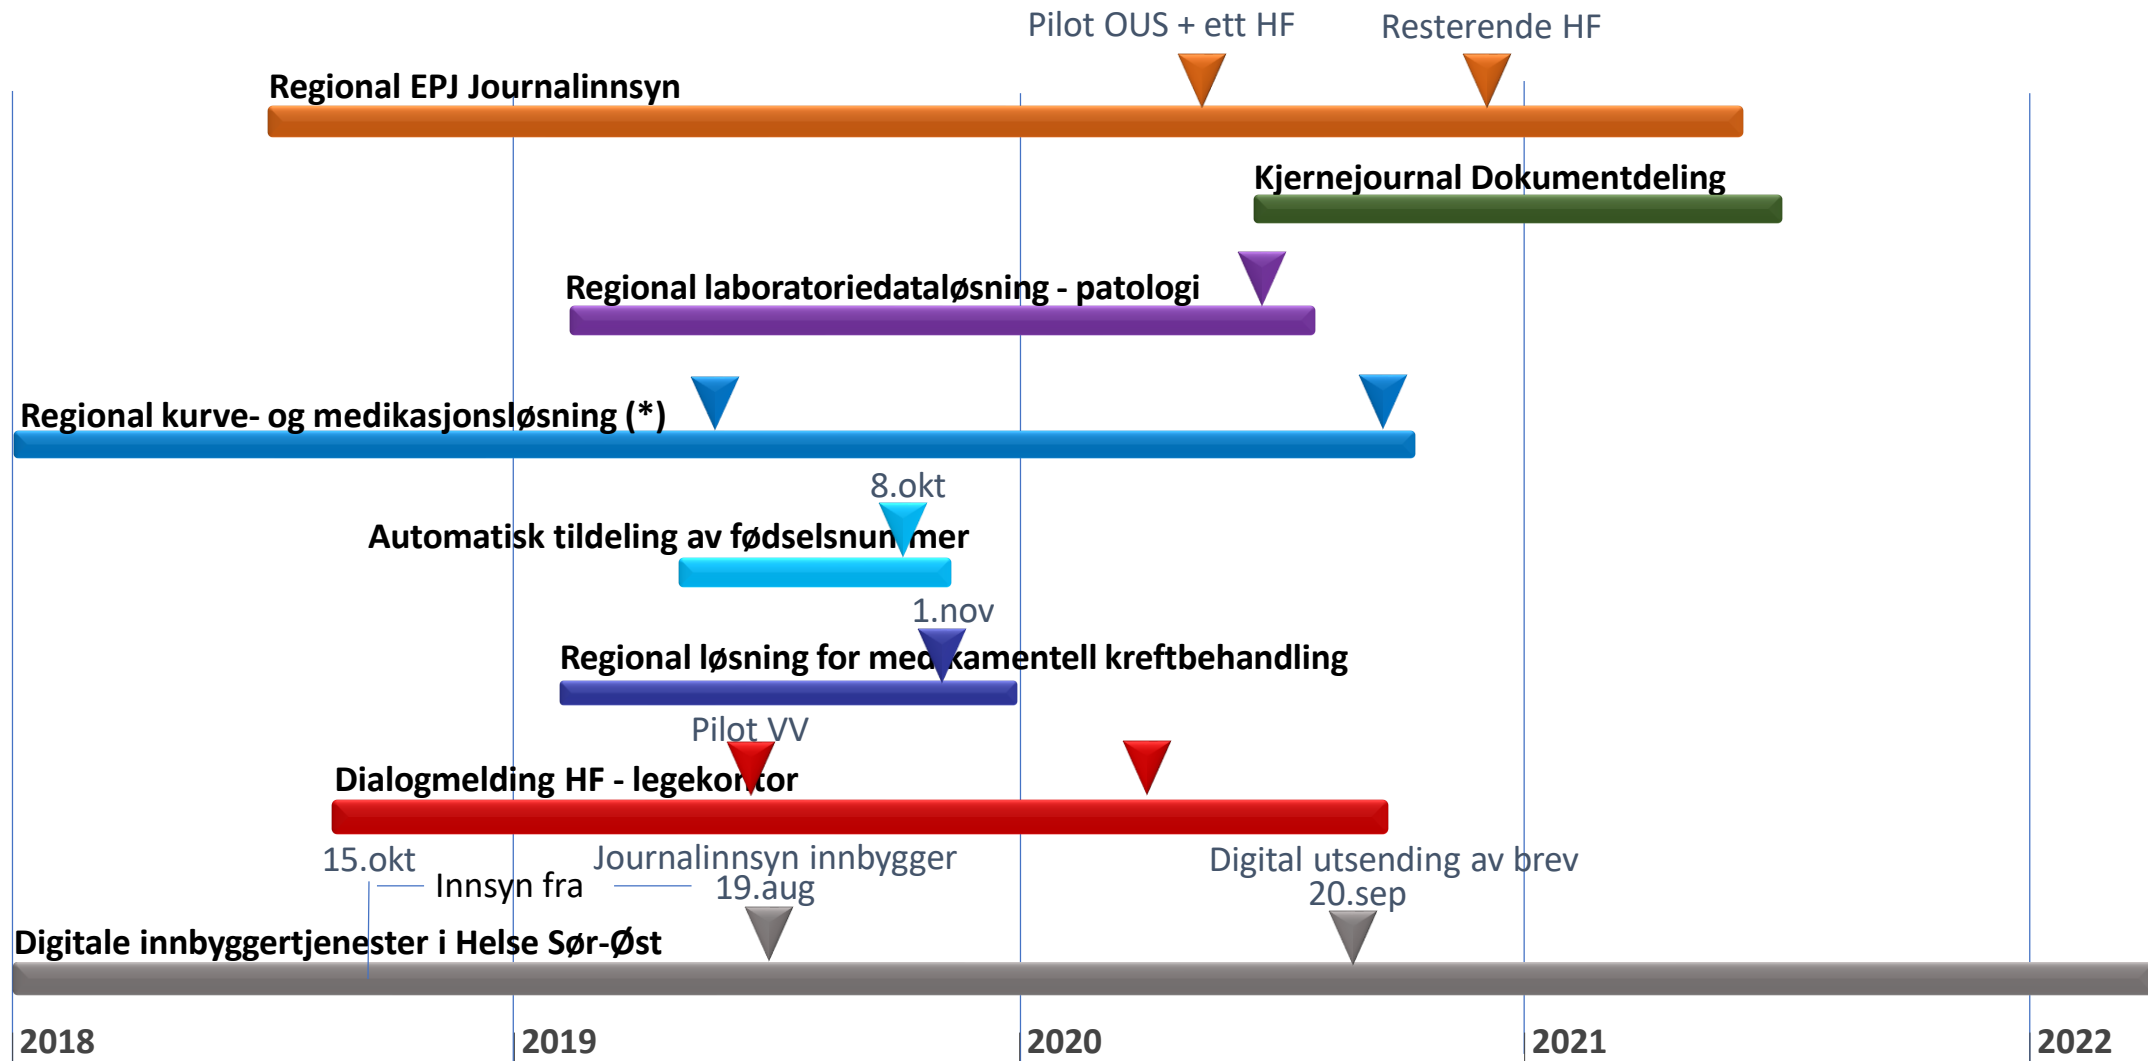 Pilot OUS + ett HF
Resterende HF
Regional EPJ Journalinnsyn
Kjernejournal Dokumentdeling
Regional laboratoriedataløsning - patologi
Regional kurve- og medikasjonsløsning (*)
8.okt
Automatisk tildeling av fødselsnummer
1.nov
Regional løsning for medikamentell kreftbehandling
Pilot VV
Dialogmelding HF - legekontor
15.okt
Journalinnsyn innbygger
Digital utsending av brev
Innsyn fra
19.aug
20.sep
Digitale innbyggertjenester i Helse Sør-Øst
2018
2019
2020
2021
2022